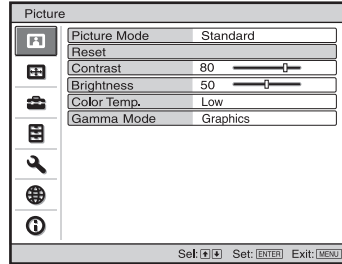 Picture
Picture Mode Standard
Reset
Contrast 80
Brightness 50
Color Temp. Low
Gamma Mode Graphics
Sel: Set: ENTER Exit: MENU